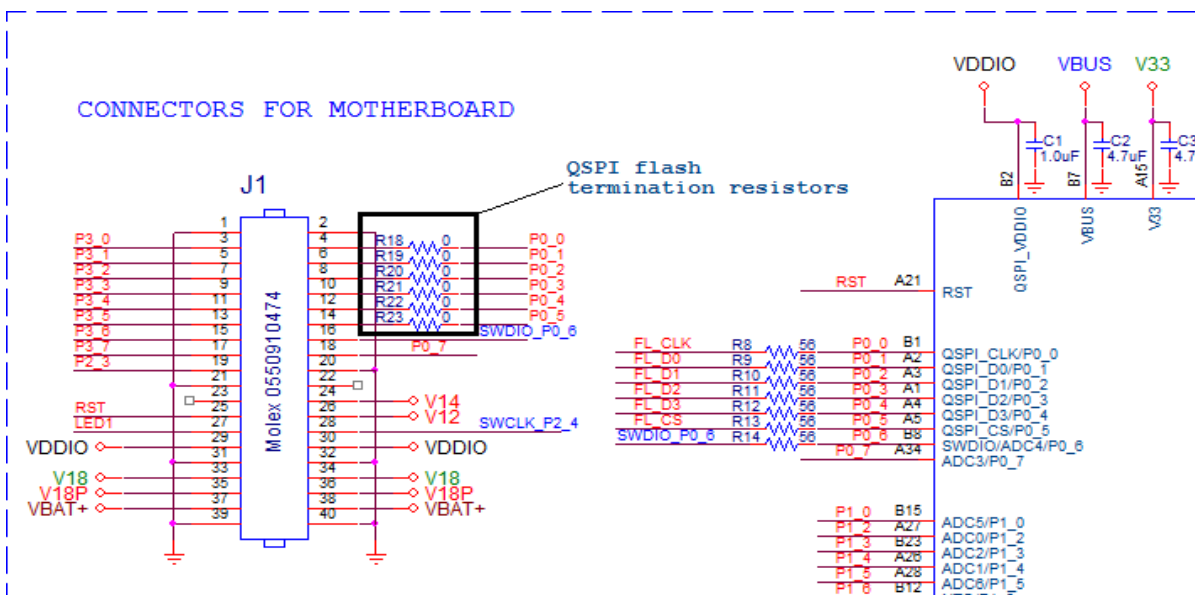 CONNECTORS FOR MOTHERBOARD
QSPI flash
termination resistors
J1
Molex 0550910474
1 2
3 4
5 6
7 8
9 10
11 12
13 14
15 16
17 18
19 20
21 22
23 24
25 26
27 28
29 30
31 32
33 34
35 36
37 38
39 40
P3_0
P3_1
P3_2
P3_3
P3_4
P3_5
P3_6
P3_7
P2_3
RST
LED1
VDDIO
V18
V18P
VBAT+
R18 0 P0_0
R19 0 P0_1
R20 0 P0_2
R21 0 P0_3
R22 0 P0_4
R23 0 P0_5
SWDIO_P0_6
P0_7
V14
V12
SWCLK_P2_4
VDDIO
V18
V18P
VBAT+
VDDIO VBUS V33
C1
1.0uF
C2
4.7uF
C3
4.7
B2 B7 A15
QSPI_VDDIO
VBUS
V33
RST A21 RST
FL_CLK R8 56 P0_0 B1 QSPI_CLK/P0_0
FL_D0 R9 56 P0_1 A2 QSPI_D0/P0_1
FL_D1 R10 56 P0_2 A3 QSPI_D1/P0_2
FL_D2 R11 56 P0_3 A1 QSPI_D2/P0_3
FL_D3 R12 56 P0_4 A4 QSPI_D3/P0_4
FL_CS R13 56 P0_5 A5 QSPI_CS/P0_5
SWDIO_P0_6 R14 56 P0_6 B8 SWDIO/ADC4/P0_6
P0_7 A34 ADC3/P0_7
P1_0 B15 ADC5/P1_0
P1_2 A27 ADC0/P1_2
P1_3 B23 ADC2/P1_3
P1_4 A26 ADC1/P1_4
P1_5 A28 ADC6/P1_5
P1_6 B12